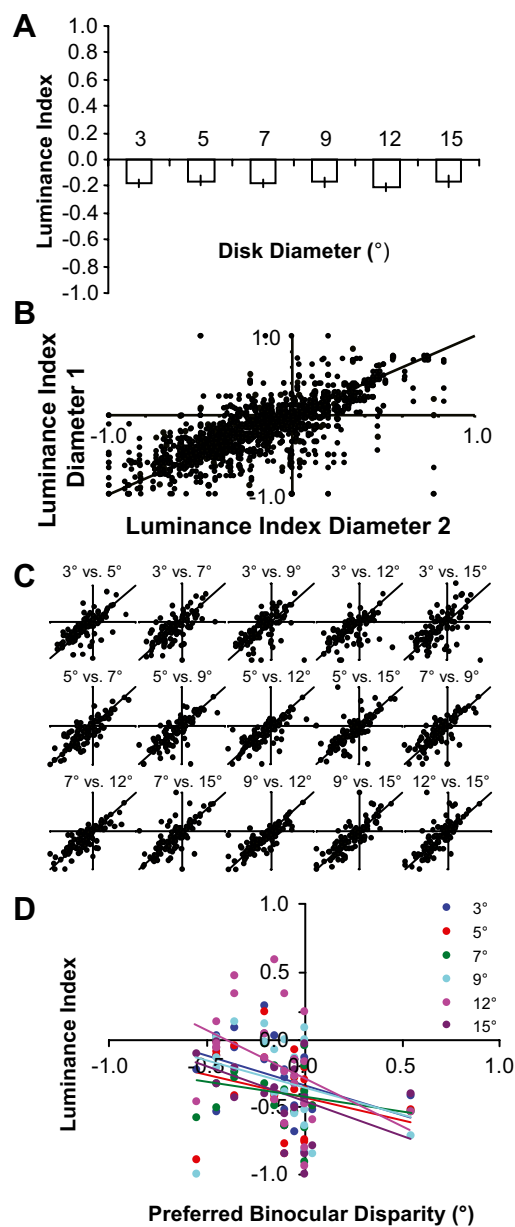 A
1.0
0.8
0.6
0.4
0.2
0.0
-0.2
-0.4
-0.6
-0.8
-1.0
Luminance Index
3 5 7 9 12 15
Disk Diameter (°)
B
Luminance Index
Diameter 1
1.0
-1.0 1.0
-1.0
Luminance Index Diameter 2
C
3° vs. 5° 3° vs. 7° 3° vs. 9° 3° vs. 12° 3° vs. 15°
5° vs. 7° 5° vs. 9° 5° vs. 12° 5° vs. 15° 7° vs. 9°
7° vs. 12° 7° vs. 15° 9° vs. 12° 9° vs. 15° 12° vs. 15°
D
Luminance Index
1.0
0.5
0.0
-0.5
-1.0
-1.0 -0.5 0.0 0.5 1.0
3°
5°
7°
9°
12°
15°
Preferred Binocular Disparity (°)